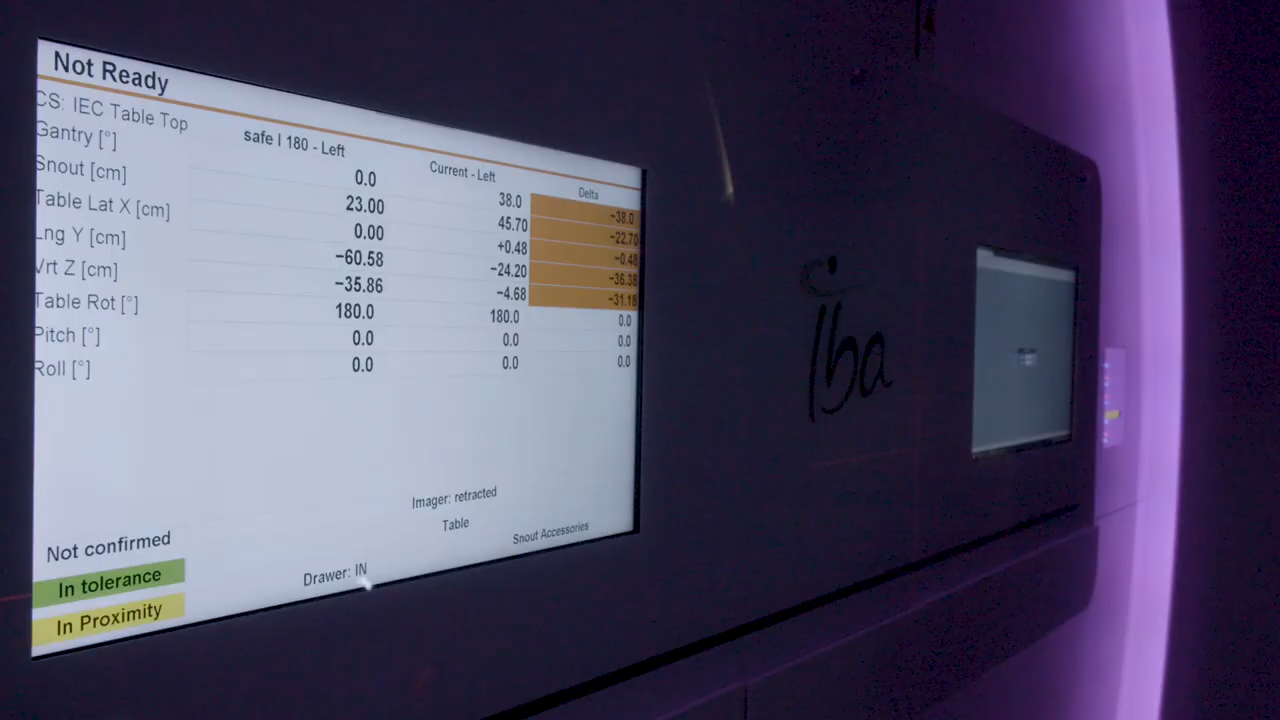 Not Ready
CS: IEC Table Top
safe | 180 - Left Current - Left Delta
Gantry [°] 0.0 38.0 −38.0
Snout [cm] 23.00 45.70 −22.70
Table Lat X [cm] 0.00 +0.48 −0.48
Lng Y [cm] −60.58 −24.20 −36.38
Vrt Z [cm] −35.86 −4.68 −31.18
Table Rot [°] 180.0 180.0 0.0
Pitch [°] 0.0 0.0 0.0
Roll [°] 0.0 0.0 0.0
Imager: retracted
Table
Snout Accessories
Not confirmed
In tolerance
In Proximity
Drawer: IN
iba